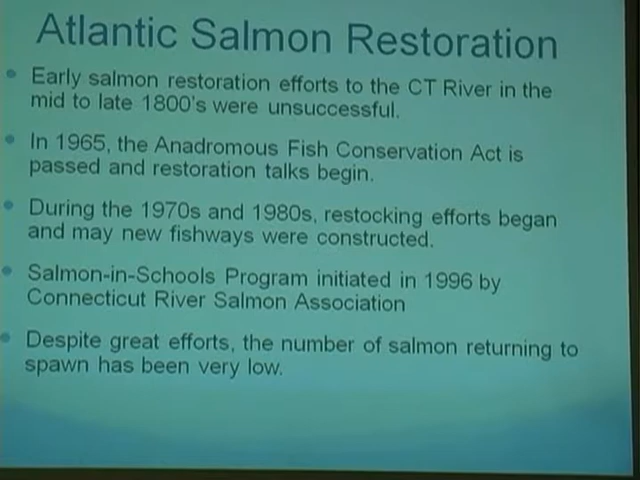 Atlantic Salmon Restoration
• Early salmon restoration efforts to the CT River in the
mid to late 1800's were unsuccessful.
• In 1965, the Anadromous Fish Conservation Act is
passed and restoration talks begin.
• During the 1970s and 1980s, restocking efforts began
and may new fishways were constructed.
• Salmon-in-Schools Program initiated in 1996 by
Connecticut River Salmon Association
• Despite great efforts, the number of salmon returning to
spawn has been very low.